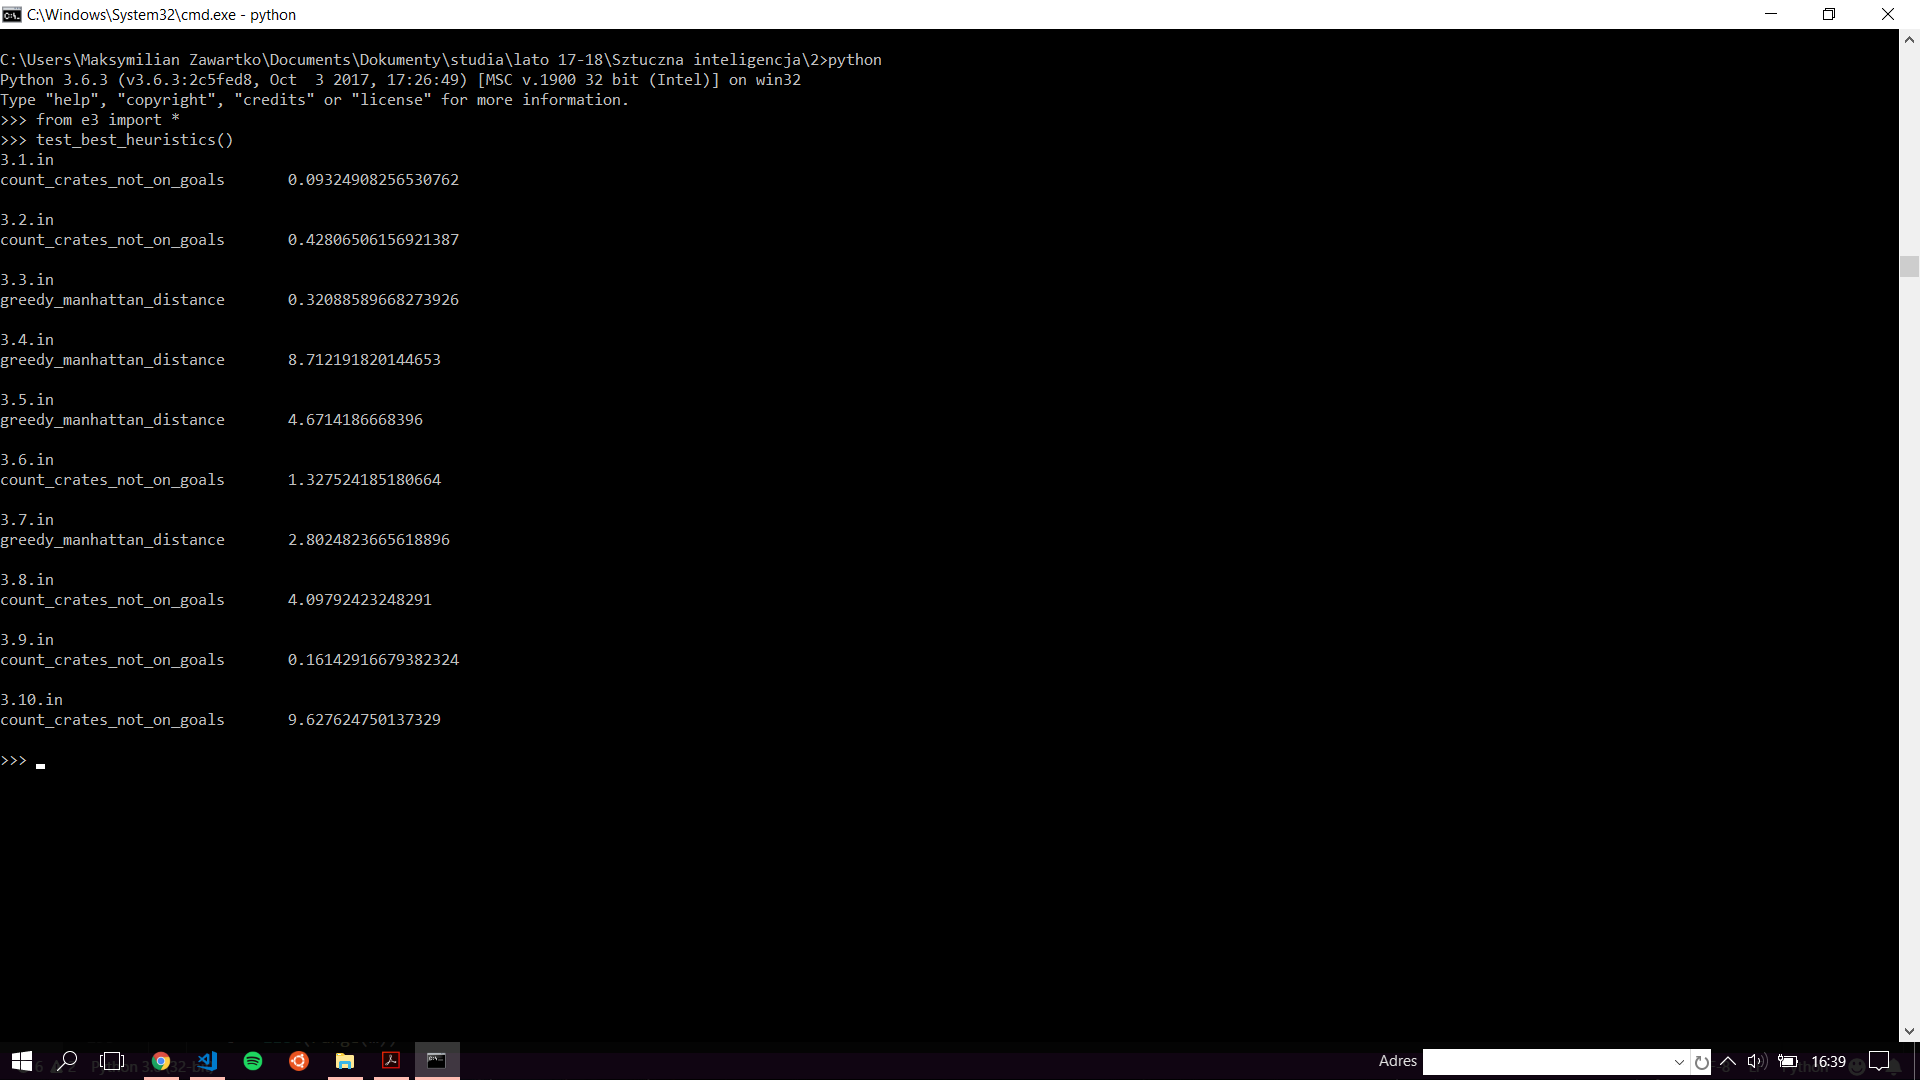 C:\Windows\System32\cmd.exe - python
C:\Users\Maksymilian Zawartko\Documents\Dokumenty\studia\lato 17-18\Sztuczna inteligencja\2>python
Python 3.6.3 (v3.6.3:2c5fed8, Oct  3 2017, 17:26:49) [MSC v.1900 32 bit (Intel)] on win32
Type "help", "copyright", "credits" or "license" for more information.
>>> from e3 import *
>>> test_best_heuristics()
3.1.in
count_crates_not_on_goals       0.09324908256530762
3.2.in
count_crates_not_on_goals       0.42806506156921387
3.3.in
greedy_manhattan_distance       0.32088589668273926
3.4.in
greedy_manhattan_distance       8.712191820144653
3.5.in
greedy_manhattan_distance       4.6714186668396
3.6.in
count_crates_not_on_goals       1.327524185180664
3.7.in
greedy_manhattan_distance       2.8024823665618896
3.8.in
count_crates_not_on_goals       4.09792423248291
3.9.in
count_crates_not_on_goals       0.16142916679382324
3.10.in
count_crates_not_on_goals       9.627624750137329
>>>
Adres
16:39